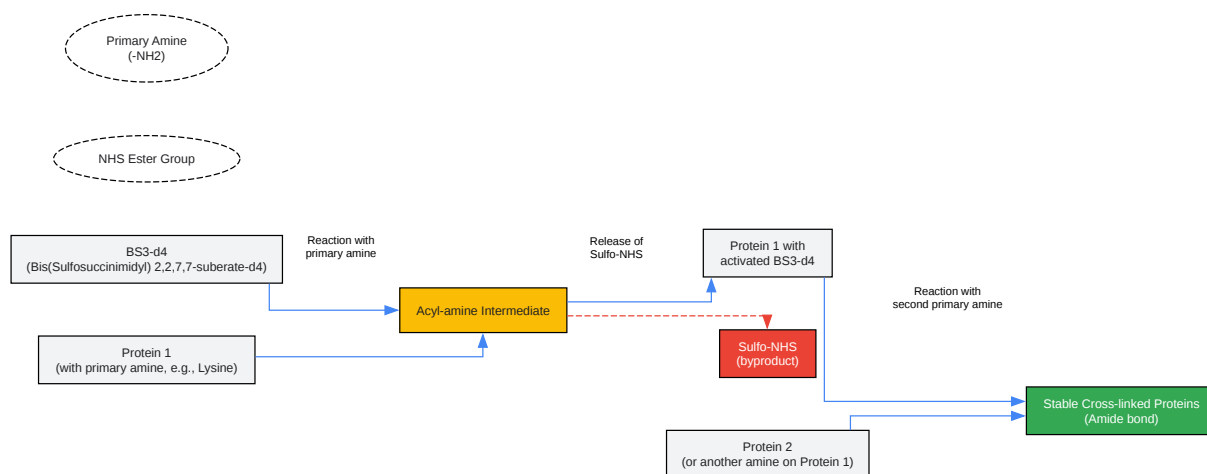 Primary Amine
(-NH2)
NHS Ester Group
BS3-d4
(Bis(Sulfosuccinimidyl) 2,2,7,7-suberate-d4)
Reaction with
primary amine
Release of
Sulfo-NHS
Protein 1 with
activated BS3-d4
Acyl-amine Intermediate
Reaction with
second primary amine
Protein 1
(with primary amine, e.g., Lysine)
Sulfo-NHS
(byproduct)
Stable Cross-linked Proteins
(Amide bond)
Protein 2
(or another amine on Protein 1)